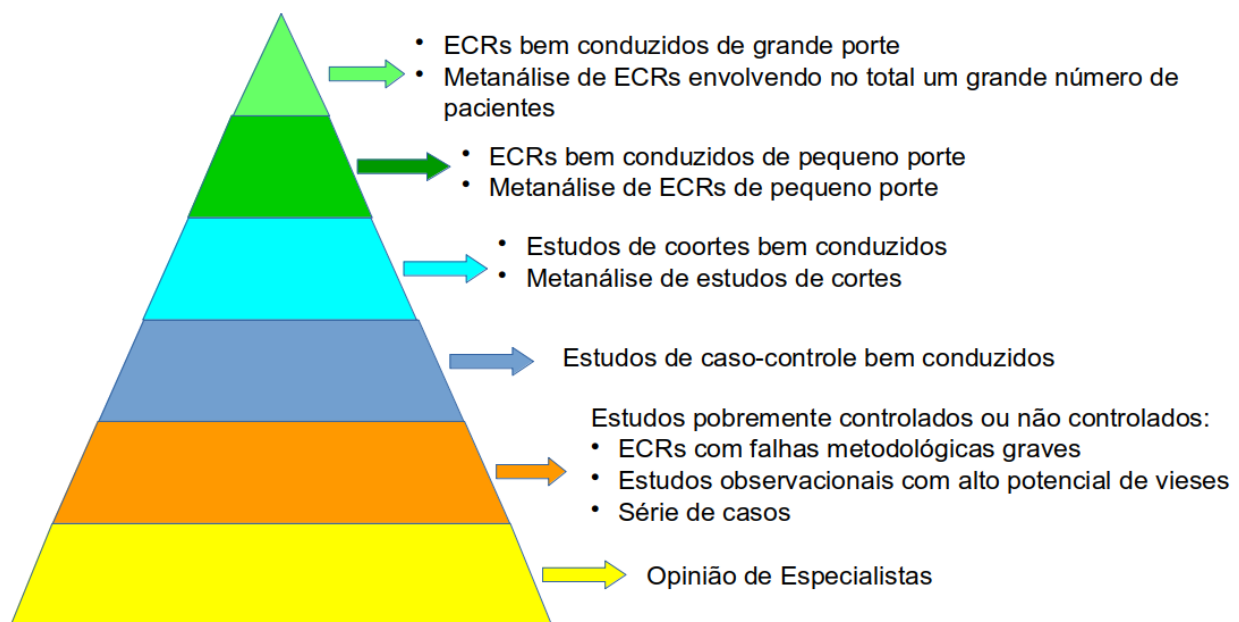 • ECRs bem conduzidos de grande porte
• Metanálise de ECRs envolvendo no total um grande número de
pacientes
• ECRs bem conduzidos de pequeno porte
• Metanálise de ECRs de pequeno porte
• Estudos de coortes bem conduzidos
• Metanálise de estudos de cortes
Estudos de caso-controle bem conduzidos
Estudos pobremente controlados ou não controlados:
• ECRs com falhas metodológicas graves
• Estudos observacionais com alto potencial de vieses
• Série de casos
Opinião de Especialistas